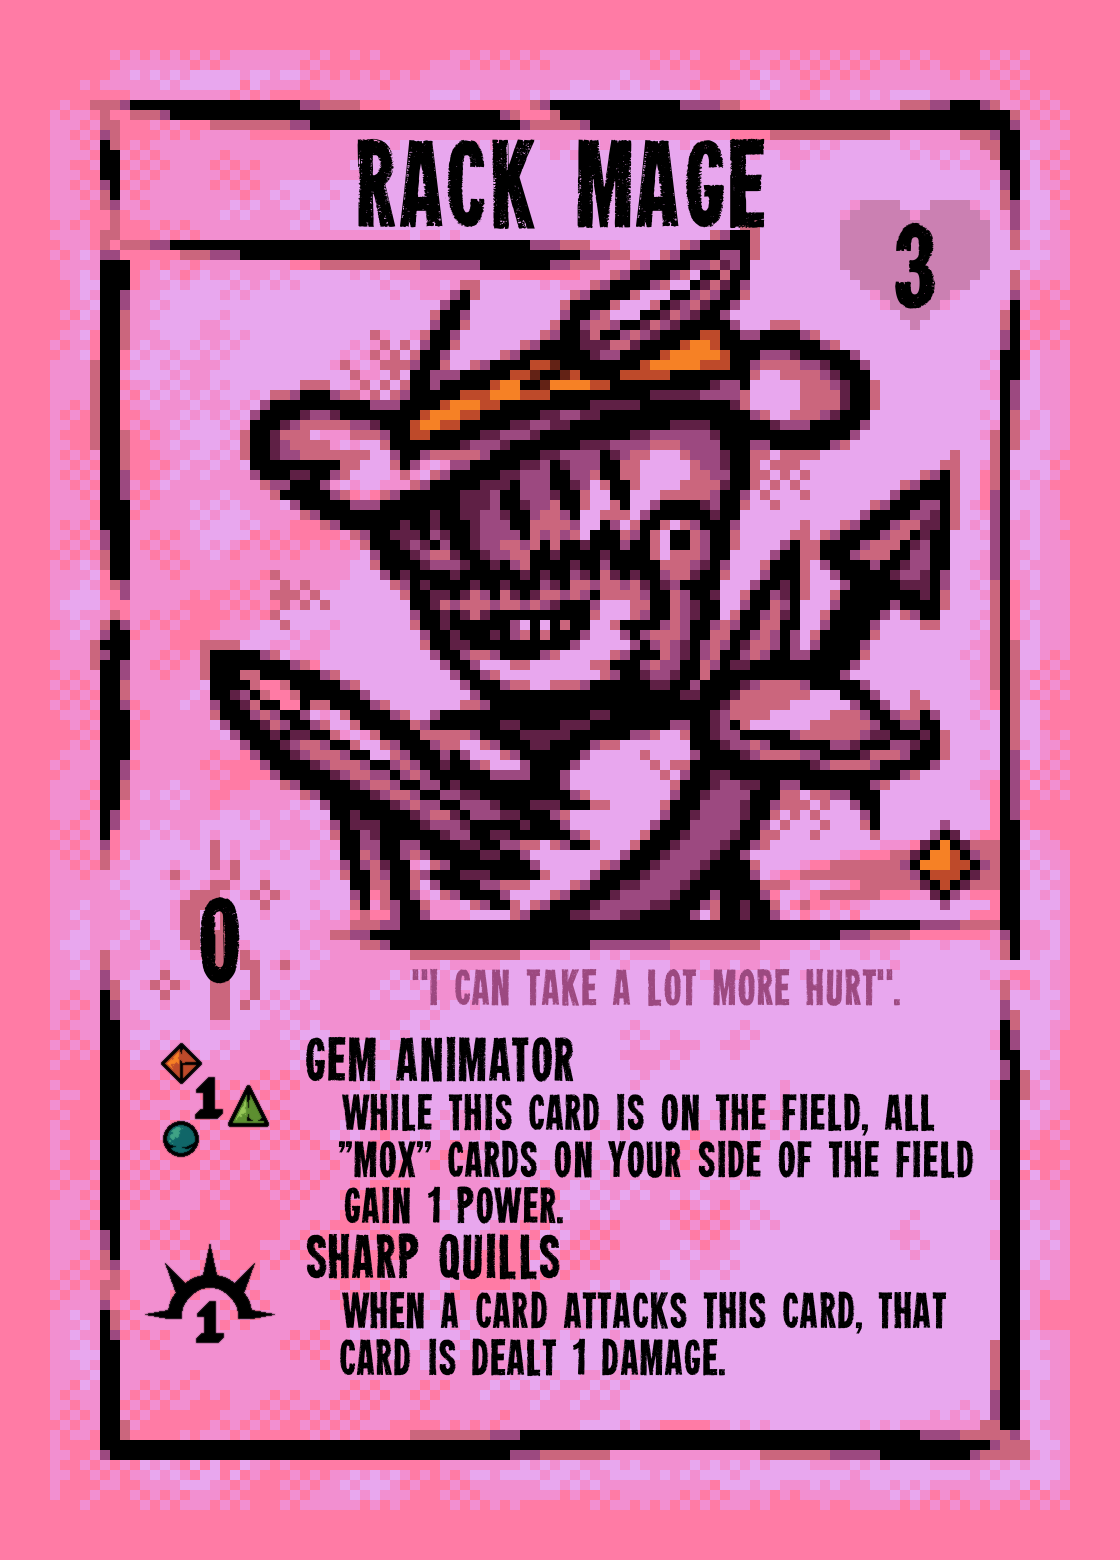 RACK MAGE
3
0
"I CAN TAKE A LOT MORE HURT".
GEM ANIMATOR
1
WHILE THIS CARD IS ON THE FIELD, ALL
"MOX" CARDS ON YOUR SIDE OF THE FIELD
GAIN 1 POWER.
SHARP QUILLS
1
WHEN A CARD ATTACKS THIS CARD, THAT
CARD IS DEALT 1 DAMAGE.